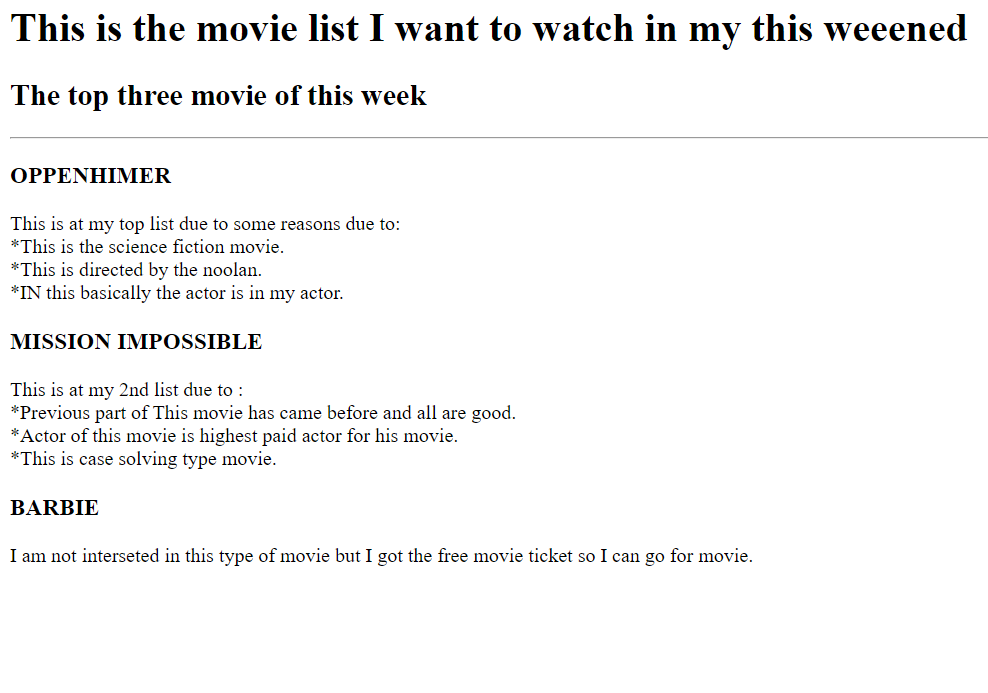 This is the movie list I want to watch in my this weeened
The top three movie of this week
OPPENHIMER
This is at my top list due to some reasons due to:
*This is the science fiction movie.
*This is directed by the noolan.
*IN this basically the actor is in my actor.
MISSION IMPOSSIBLE
This is at my 2nd list due to :
*Previous part of This movie has came before and all are good.
*Actor of this movie is highest paid actor for his movie.
*This is case solving type movie.
BARBIE
I am not interseted in this type of movie but I got the free movie ticket so I can go for movie.